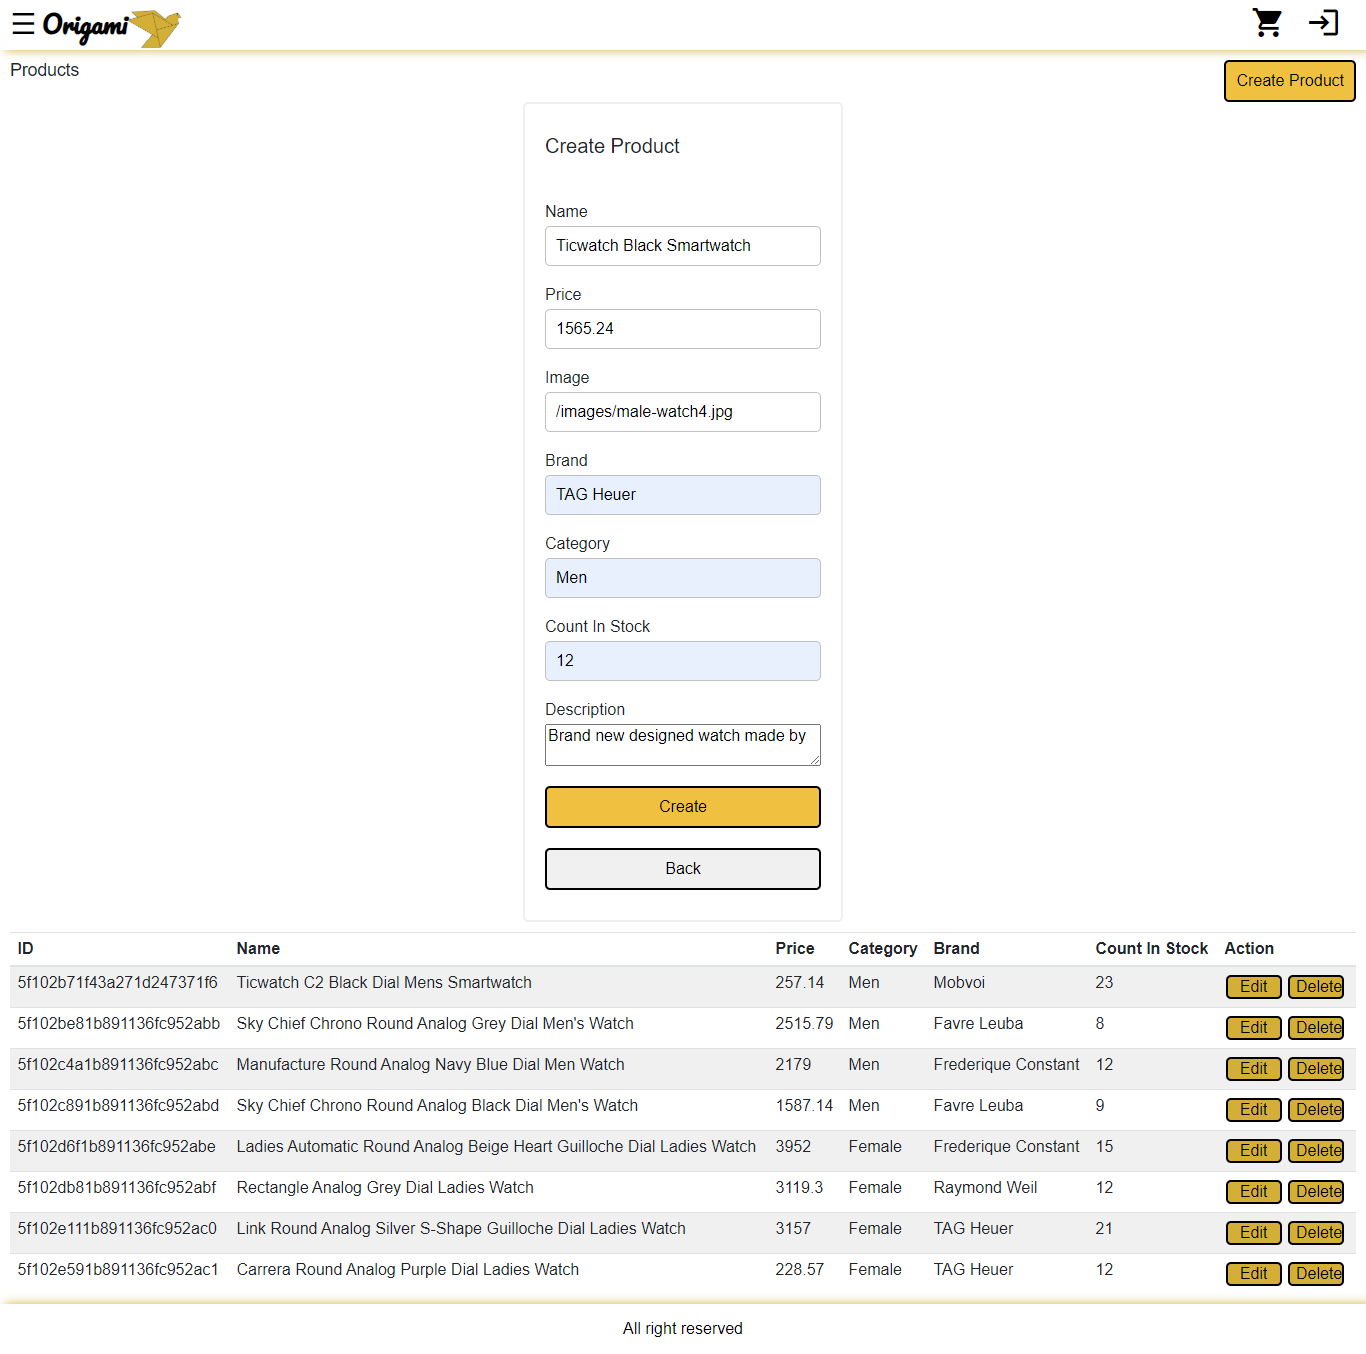 Origami
Products
Create Product
Create Product
Name
Ticwatch Black Smartwatch
Price
1565.24
Image
/images/male-watch4.jpg
Brand
TAG Heuer
Category
Men
Count In Stock
12
Description
Brand new designed watch made by
Create
Back
ID Name Price Category Brand Count In Stock Action
5f102b71f43a271d247371f6 Ticwatch C2 Black Dial Mens Smartwatch 257.14 Men Mobvoi 23 Edit Delete
5f102be81b891136fc952abb Sky Chief Chrono Round Analog Grey Dial Men's Watch 2515.79 Men Favre Leuba 8 Edit Delete
5f102c4a1b891136fc952abc Manufacture Round Analog Navy Blue Dial Men Watch 2179 Men Frederique Constant 12 Edit Delete
5f102c891b891136fc952abd Sky Chief Chrono Round Analog Black Dial Men's Watch 1587.14 Men Favre Leuba 9 Edit Delete
5f102d6f1b891136fc952abe Ladies Automatic Round Analog Beige Heart Guilloche Dial Ladies Watch 3952 Female Frederique Constant 15 Edit Delete
5f102db81b891136fc952abf Rectangle Analog Grey Dial Ladies Watch 3119.3 Female Raymond Weil 12 Edit Delete
5f102e111b891136fc952ac0 Link Round Analog Silver S-Shape Guilloche Dial Ladies Watch 3157 Female TAG Heuer 21 Edit Delete
5f102e591b891136fc952ac1 Carrera Round Analog Purple Dial Ladies Watch 228.57 Female TAG Heuer 12 Edit Delete
All right reserved